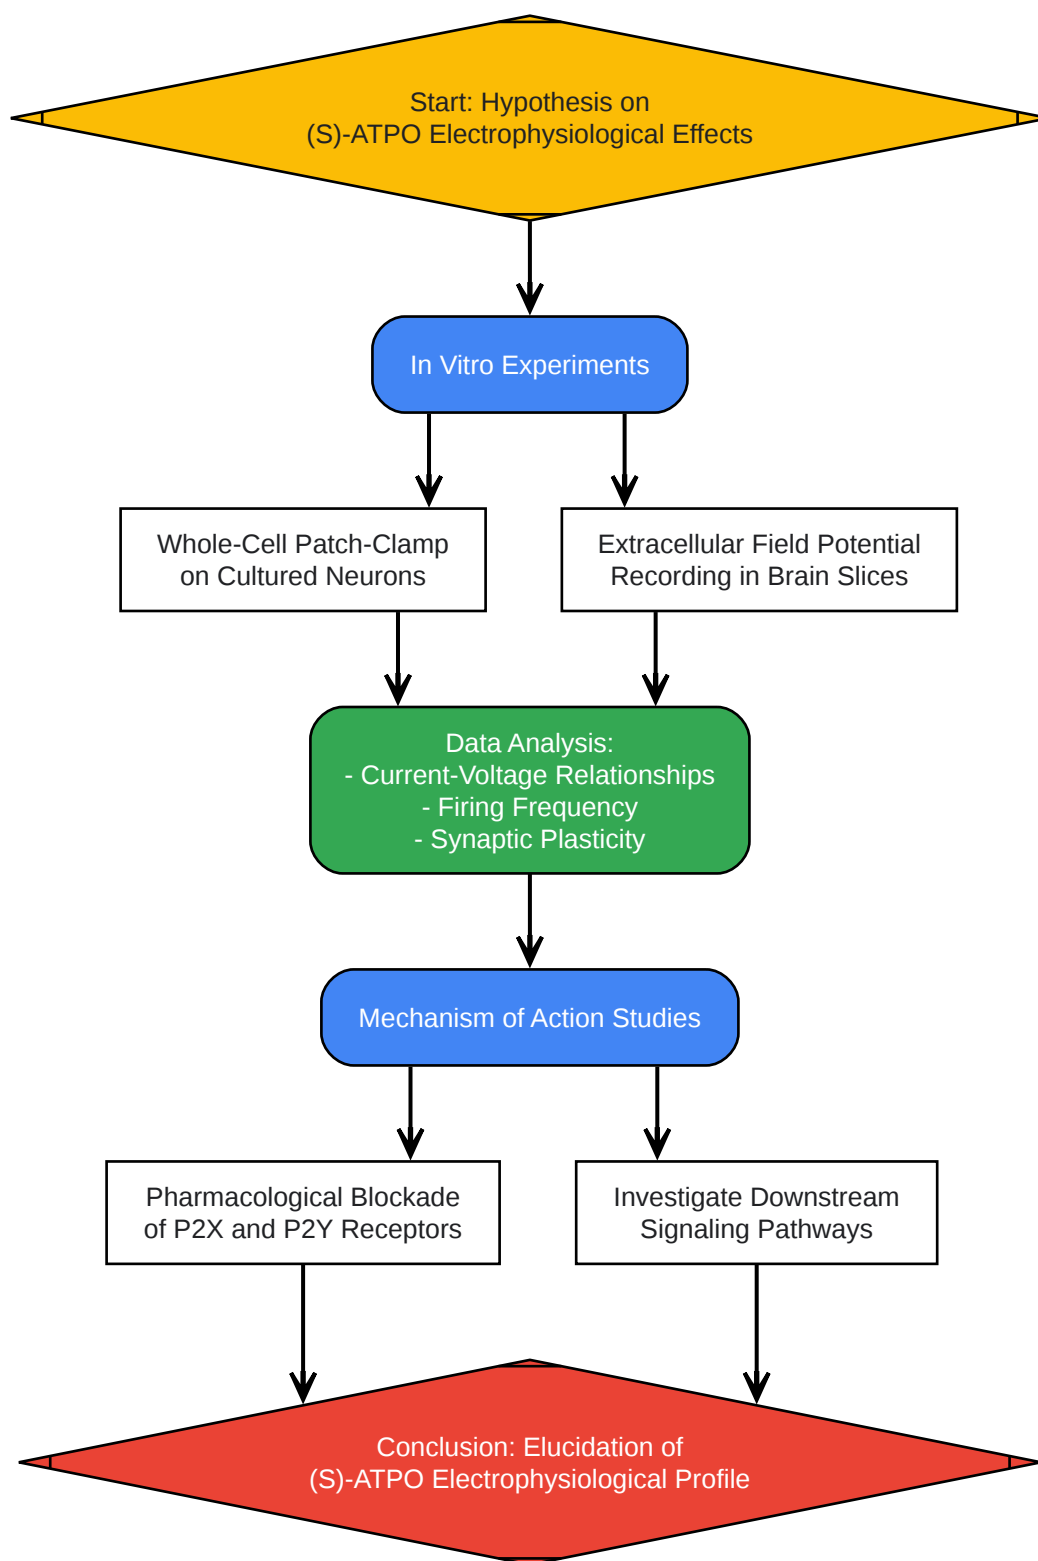 Start: Hypothesis on
(S)-ATPO Electrophysiological Effects
In Vitro Experiments
Whole-Cell Patch-Clamp
on Cultured Neurons
Extracellular Field Potential
Recording in Brain Slices
Data Analysis:
- Current-Voltage Relationships
- Firing Frequency
- Synaptic Plasticity
Mechanism of Action Studies
Pharmacological Blockade
of P2X and P2Y Receptors
Investigate Downstream
Signaling Pathways
Conclusion: Elucidation of
(S)-ATPO Electrophysiological Profile